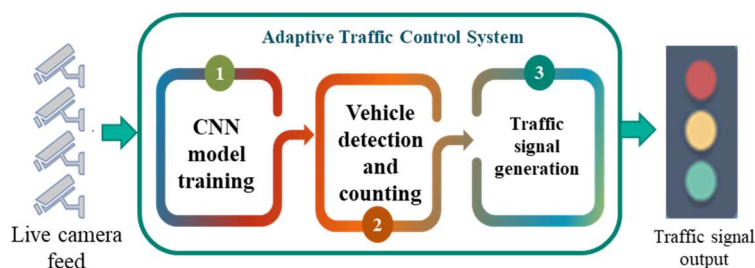 Adaptive Traffic Control System
1
CNN
model
training
Vehicle
detection
and
counting
2
3
Traffic
signal
generation
Live camera
feed
Traffic signal
output